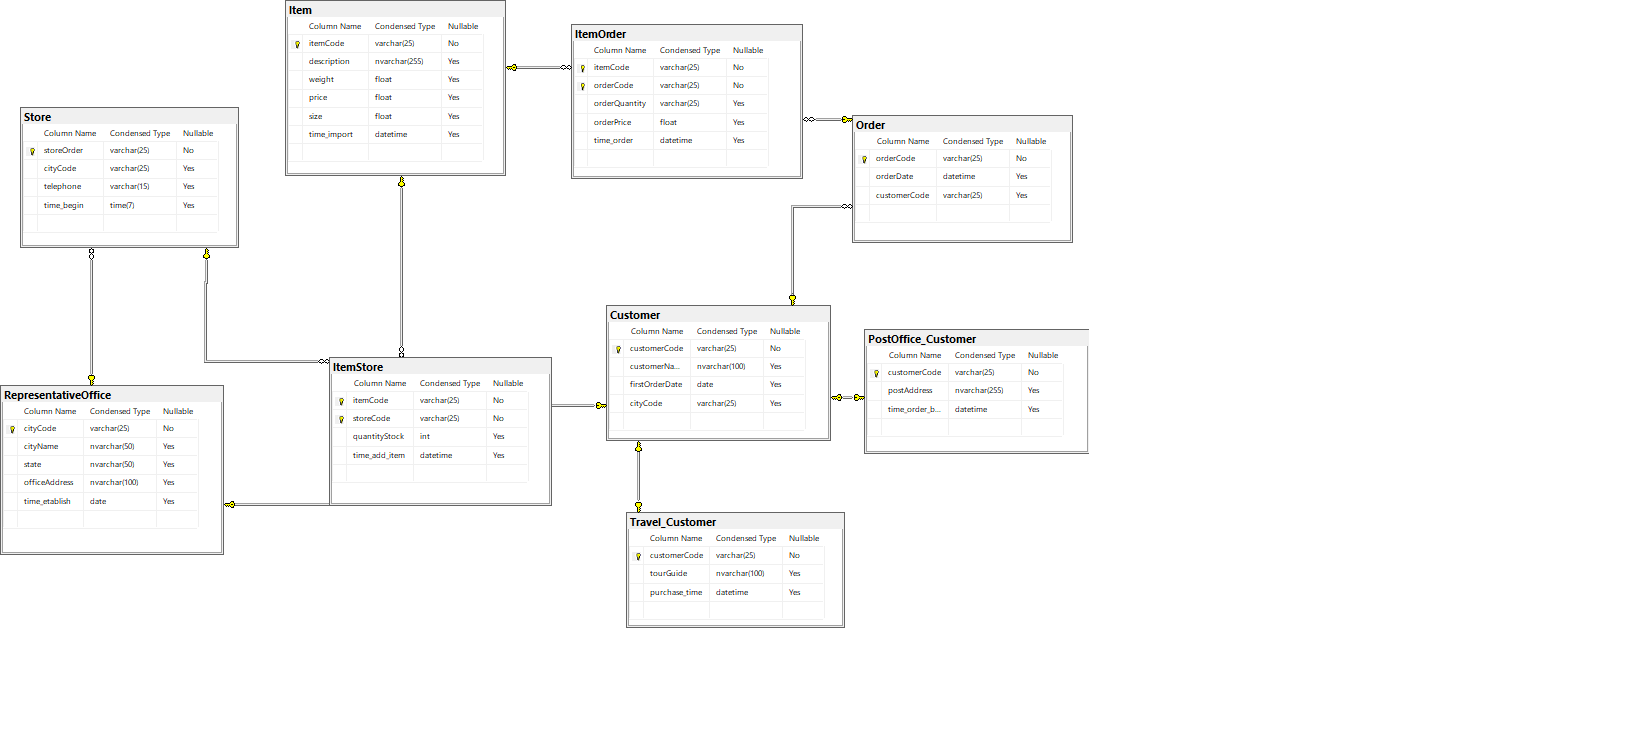 Item
Column Name Condensed Type Nullable
itemCode varchar(25) No
description nvarchar(255) Yes
weight float Yes
price float Yes
size float Yes
time_import datetime Yes
ItemOrder
Column Name Condensed Type Nullable
itemCode varchar(25) No
orderCode varchar(25) No
orderQuantity varchar(25) Yes
orderPrice float Yes
time_order datetime Yes
Store
Column Name Condensed Type Nullable
storeOrder varchar(25) No
cityCode varchar(25) Yes
telephone varchar(15) Yes
time_begin time(7) Yes
Order
Column Name Condensed Type Nullable
orderCode varchar(25) No
orderDate datetime Yes
customerCode varchar(25) Yes
Customer
Column Name Condensed Type Nullable
customerCode varchar(25) No
customerNa... nvarchar(100) Yes
firstOrderDate date Yes
cityCode varchar(25) Yes
PostOffice_Customer
Column Name Condensed Type Nullable
customerCode varchar(25) No
postAddress nvarchar(255) Yes
time_order_b... datetime Yes
ItemStore
Column Name Condensed Type Nullable
itemCode varchar(25) No
storeCode varchar(25) No
quantityStock int Yes
time_add_item datetime Yes
RepresentativeOffice
Column Name Condensed Type Nullable
cityCode varchar(25) No
cityName nvarchar(50) Yes
state nvarchar(50) Yes
officeAddress nvarchar(100) Yes
time_etablish date Yes
Travel_Customer
Column Name Condensed Type Nullable
customerCode varchar(25) No
tourGuide nvarchar(100) Yes
purchase_time datetime Yes